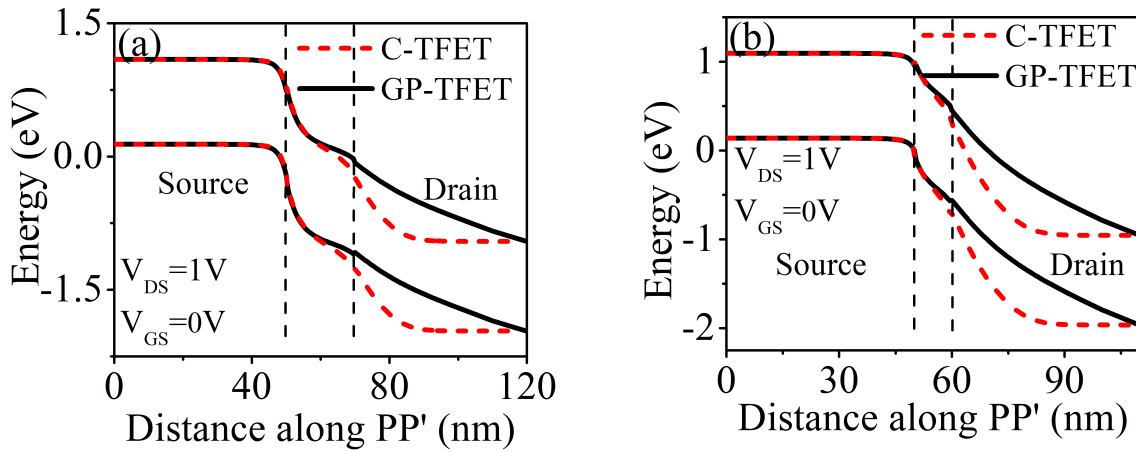 (a)
C-TFET
GP-TFET
1.5
0.0
-1.5
Energy (eV)
Source
Drain
V_DS=1V
V_GS=0V
0
40
80
120
Distance along PP' (nm)
(b)
C-TFET
GP-TFET
1
0
-1
-2
Energy (eV)
V_DS=1V
V_GS=0V
Source
Drain
0
30
60
90
Distance along PP' (nm)